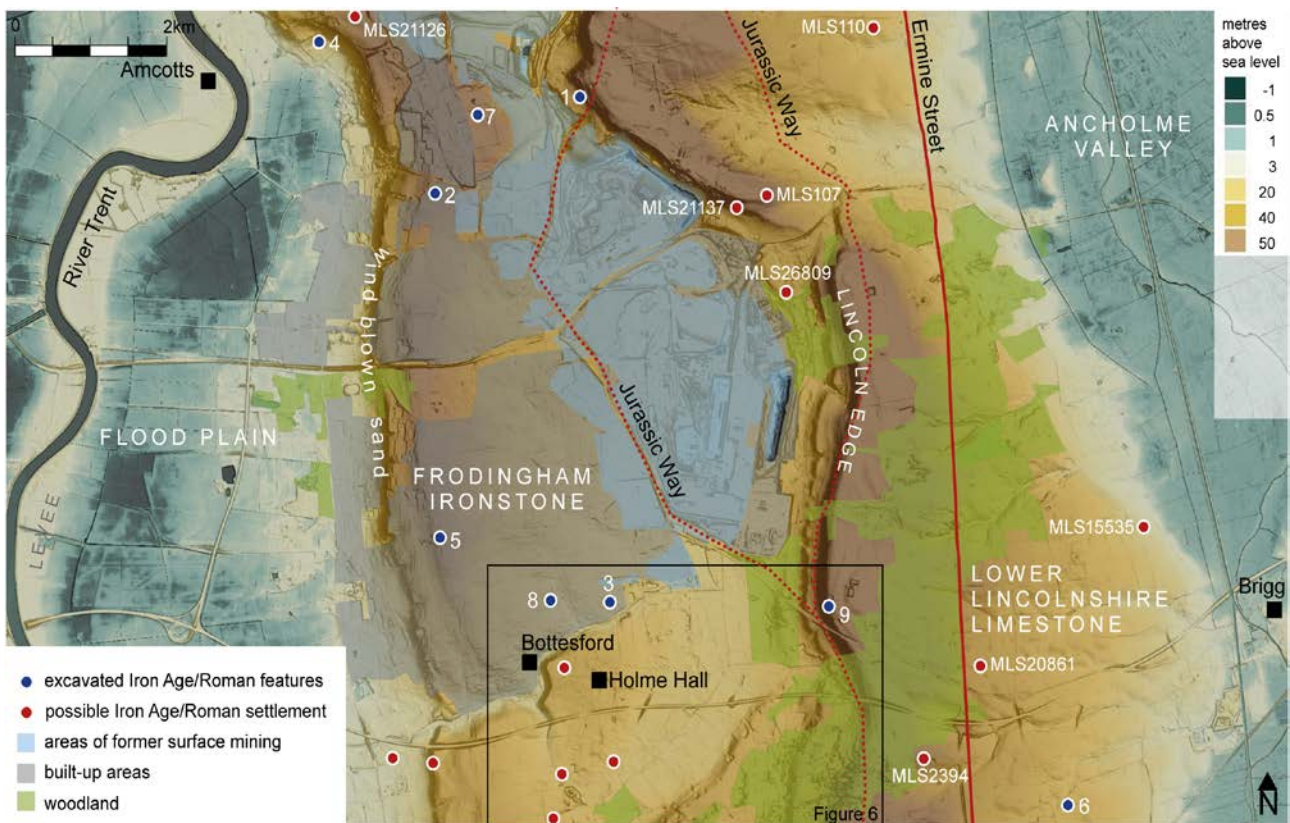 0
2km
Amcotts
4
MLS21126
1
7
2
River Trent
wind blown sand
FLOOD PLAIN
LEVEE
FRODINGHAM
IRONSTONE
5
8
3
Bottesford
Holme Hall
Jurassic Way
Jurassic Way
MLS110
Ermine Street
MLS107
MLS21137
MLS26809
LINCOLN EDGE
9
ANCHOLME
VALLEY
MLS15535
LOWER
LINCOLNSHIRE
LIMESTONE
Brigg
MLS20861
MLS2394
6
Figure 6
N
metres
above
sea level
-1
0.5
1
3
20
40
50
excavated Iron Age/Roman features
possible Iron Age/Roman settlement
areas of former surface mining
built-up areas
woodland